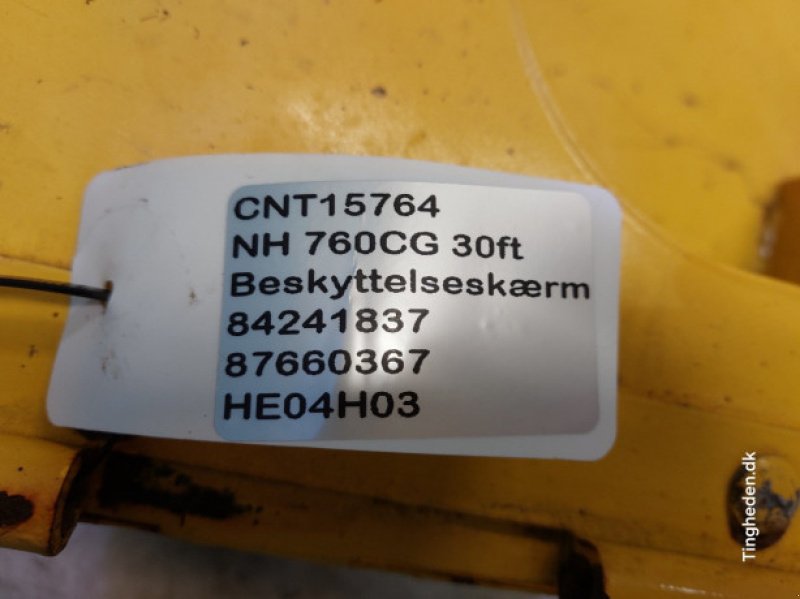 CNT15764
NH 760CG 30ft
Beskyttelseskærm
84241837
87660367
HE04H03
Tingheden.dk